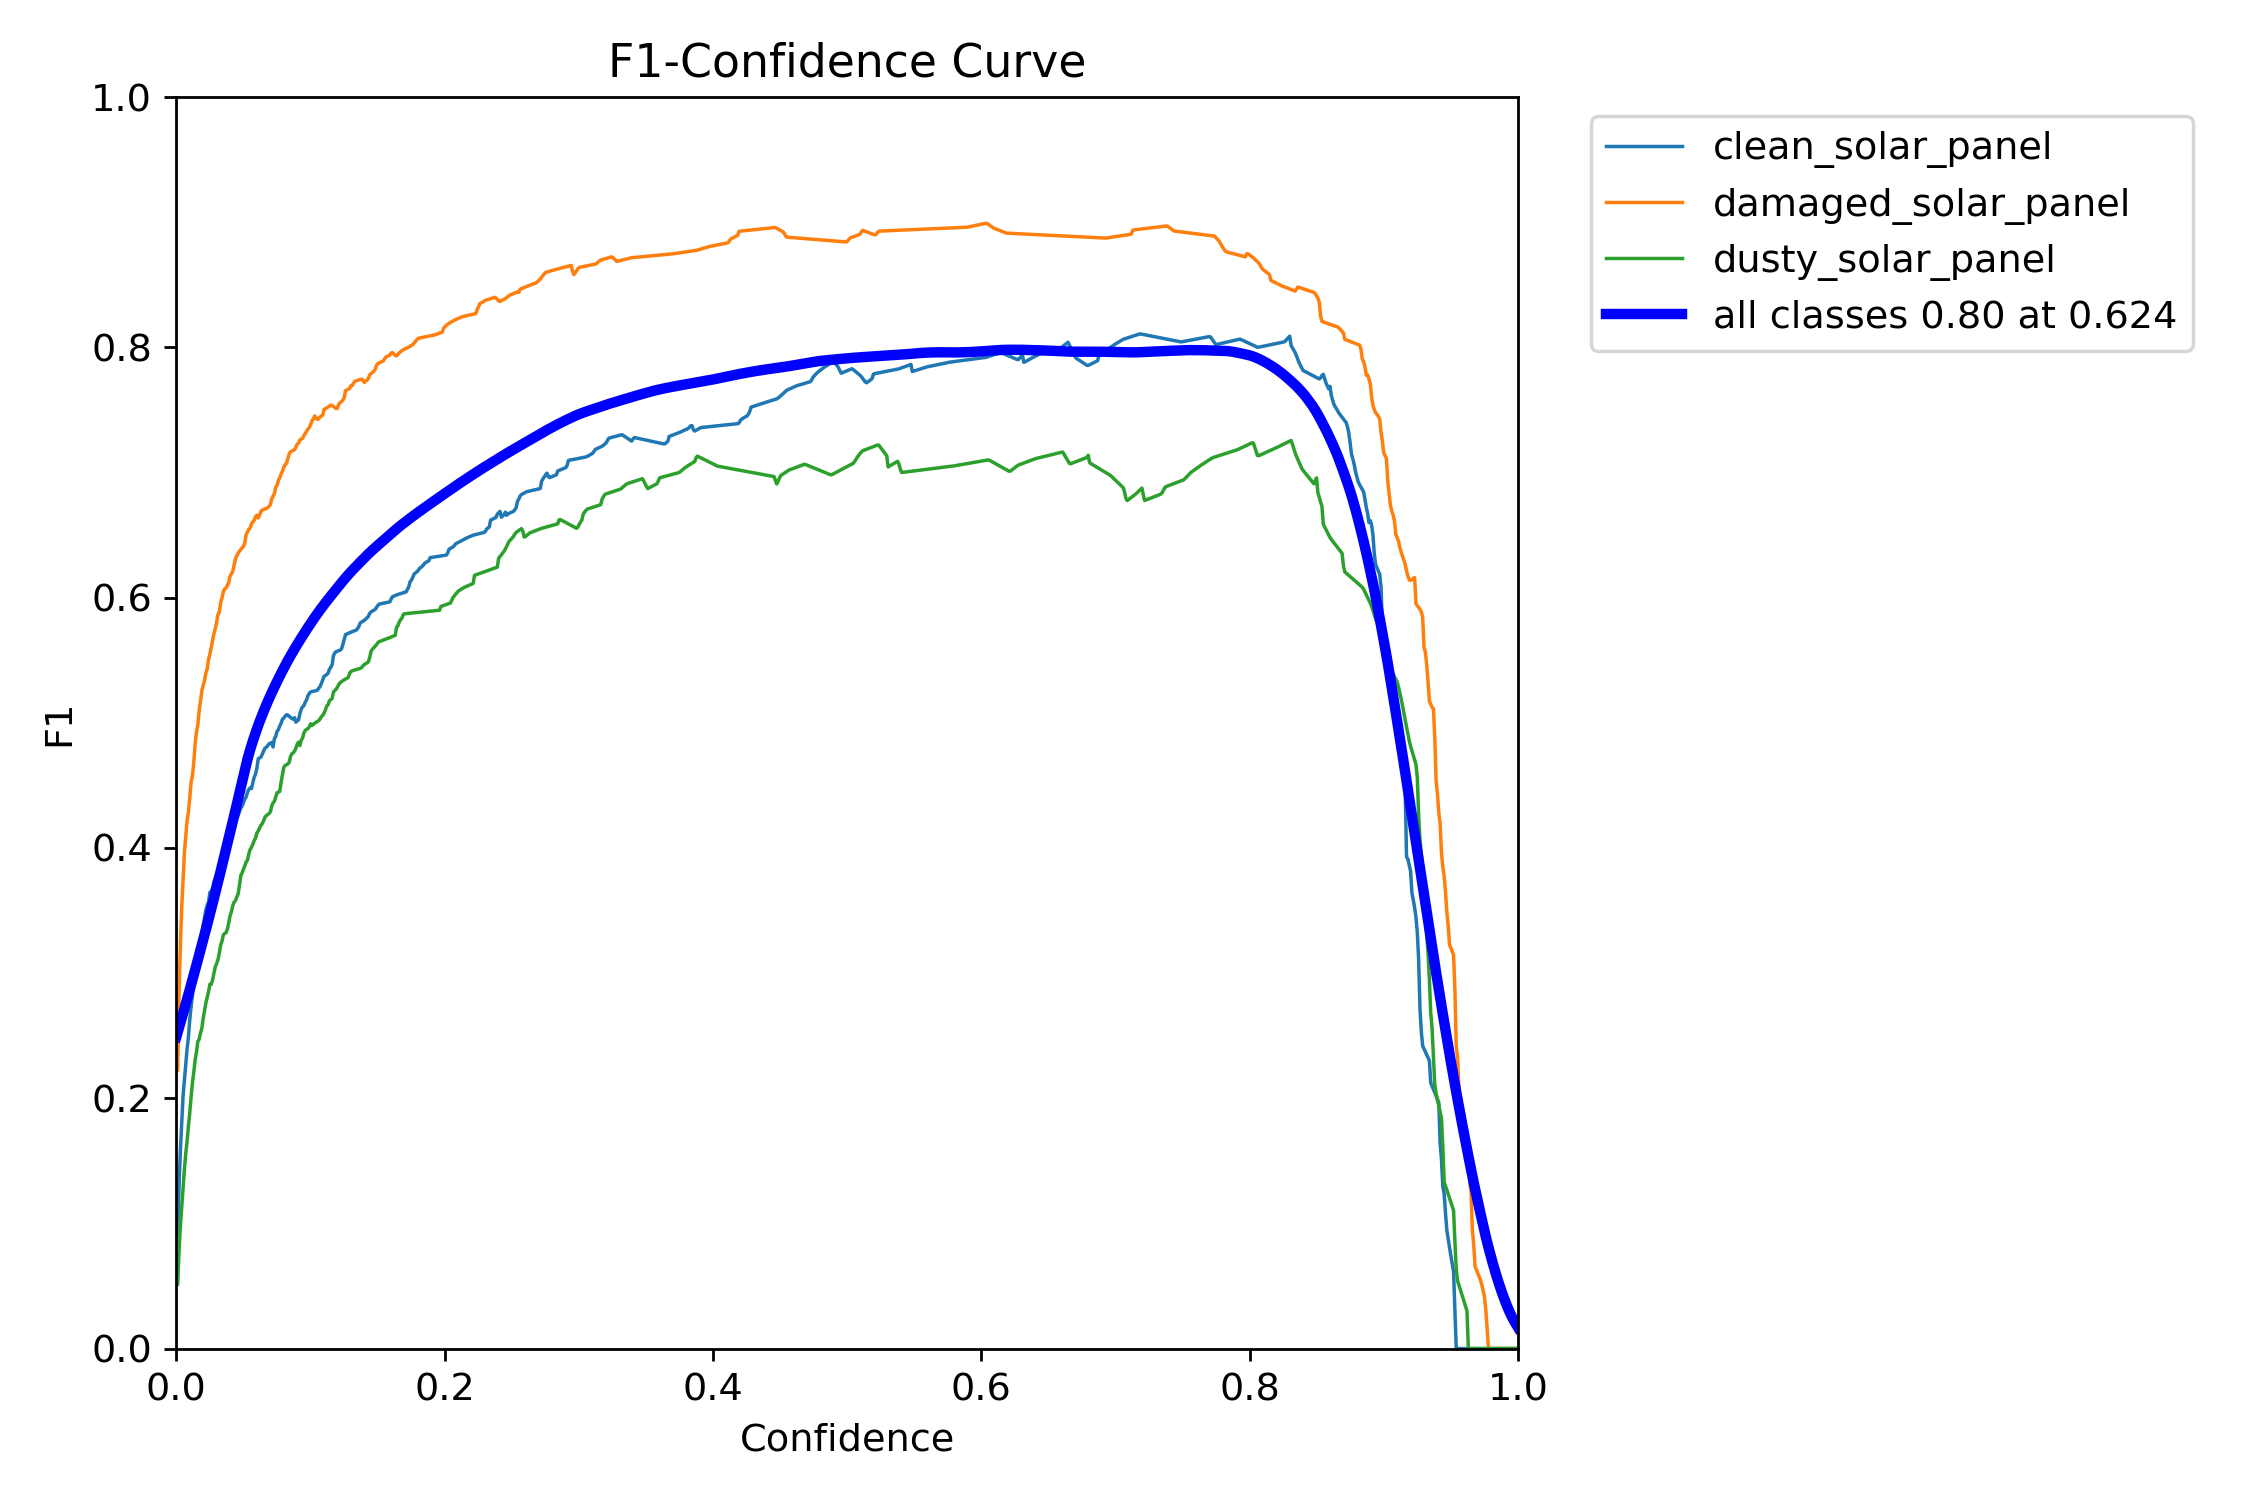 F1-Confidence Curve
1.0
0.8
0.6
0.4
0.2
0.0
F1
0.0 0.2 0.4 0.6 0.8 1.0
Confidence
clean_solar_panel
damaged_solar_panel
dusty_solar_panel
all classes 0.80 at 0.624